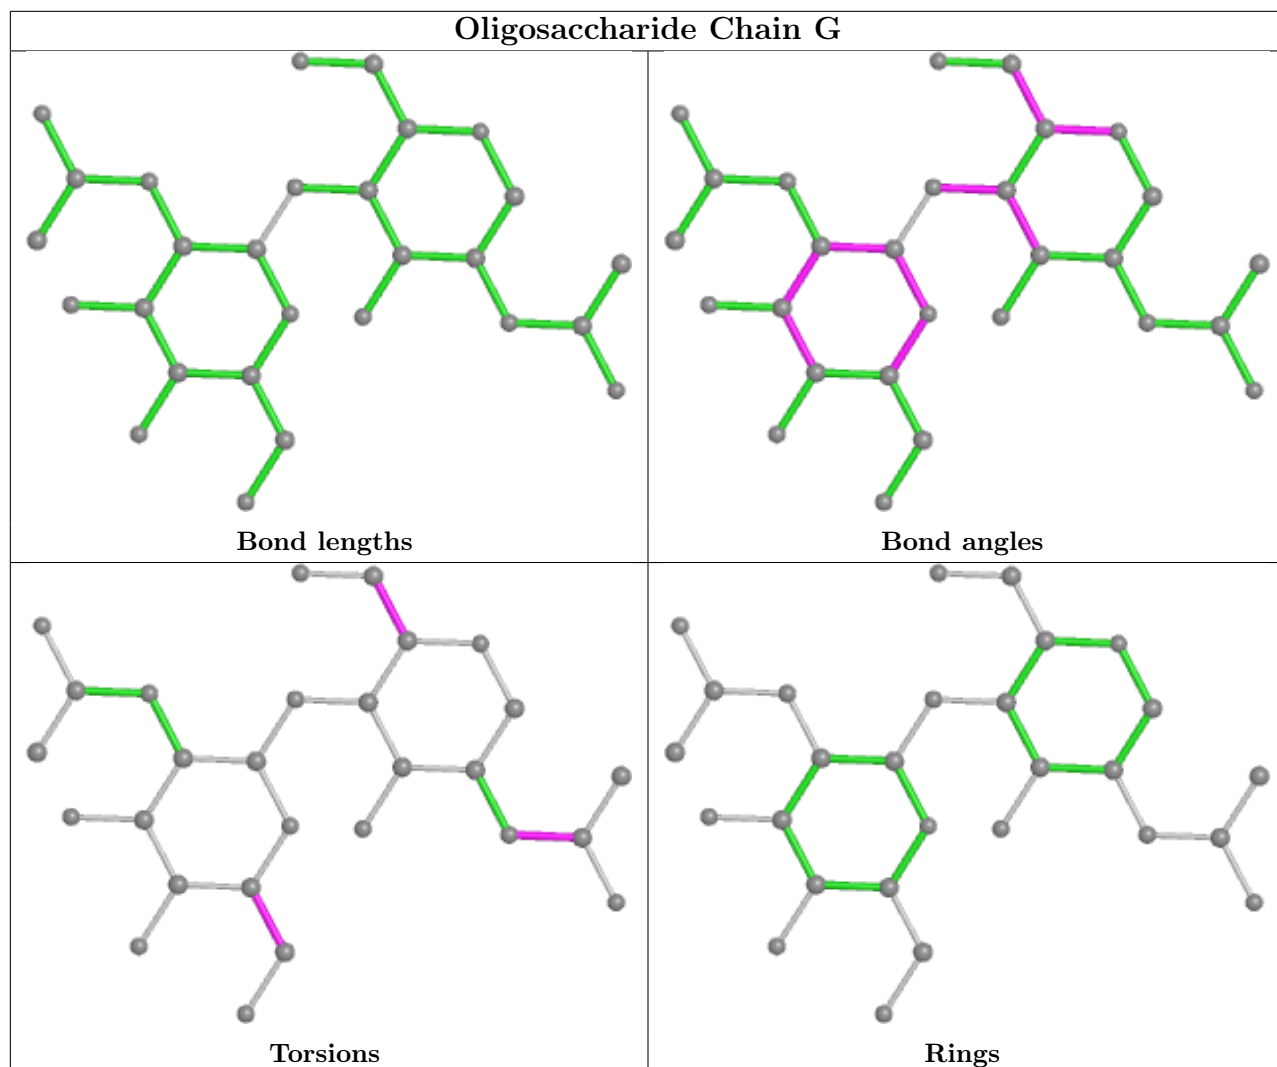 Oligosaccharide Chain G
Bond lengths
Bond angles
Torsions
Rings